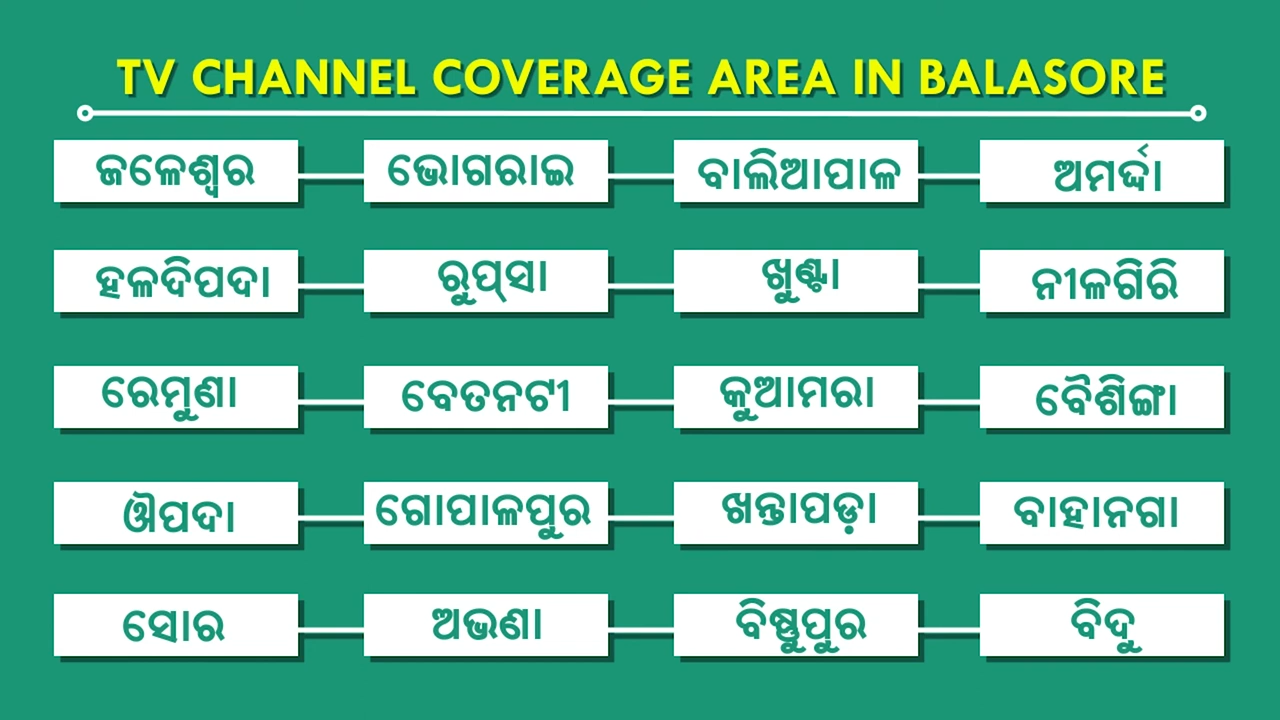 TV CHANNEL COVERAGE AREA IN BALASORE
ଜଳେଶ୍ୱର ଭୋଗରାଇ ବାଲିଆପାଳ ଅମର୍ଦ୍ଦା
ହଳଦିପଦା ରୁପ୍‌ସା ଖୁଣ୍ଟା ନୀଳଗିରି
ରେମୁଣା ବେତନଟୀ କୁଆମରା ବୈଶିଙ୍ଗା
ଔପଦା ଗୋପାଳପୁର ଖନ୍ତାପଡ଼ା ବାହାନଗା
ସୋର ଅଭଣା ବିଷ୍ଣୁପୁର ବିଦୁ